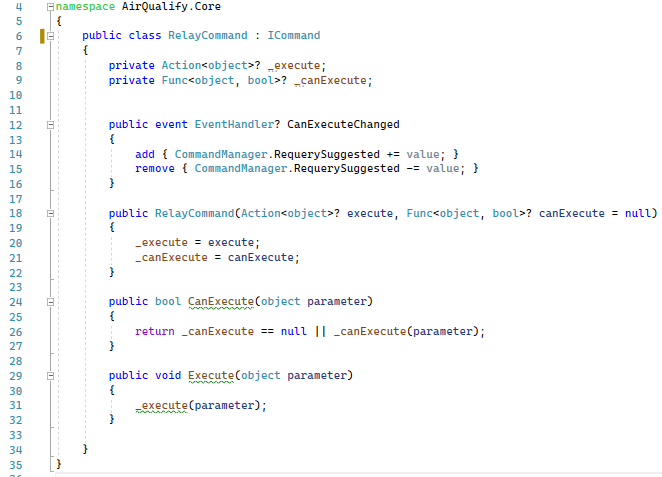 4 namespace AirQualify.Core
5 {
6 public class RelayCommand : ICommand
7 {
8 private Action<object>? _execute;
9 private Func<object, bool>? _canExecute;
10
11
12 public event EventHandler? CanExecuteChanged
13 {
14 add { CommandManager.RequerySuggested += value; }
15 remove { CommandManager.RequerySuggested -= value; }
16 }
17
18 public RelayCommand(Action<object>? execute, Func<object, bool>? canExecute = null)
19 {
20 _execute = execute;
21 _canExecute = canExecute;
22 }
23
24 public bool CanExecute(object parameter)
25 {
26 return _canExecute == null || _canExecute(parameter);
27 }
28
29 public void Execute(object parameter)
30 {
31 _execute(parameter);
32 }
33
34 }
35 }